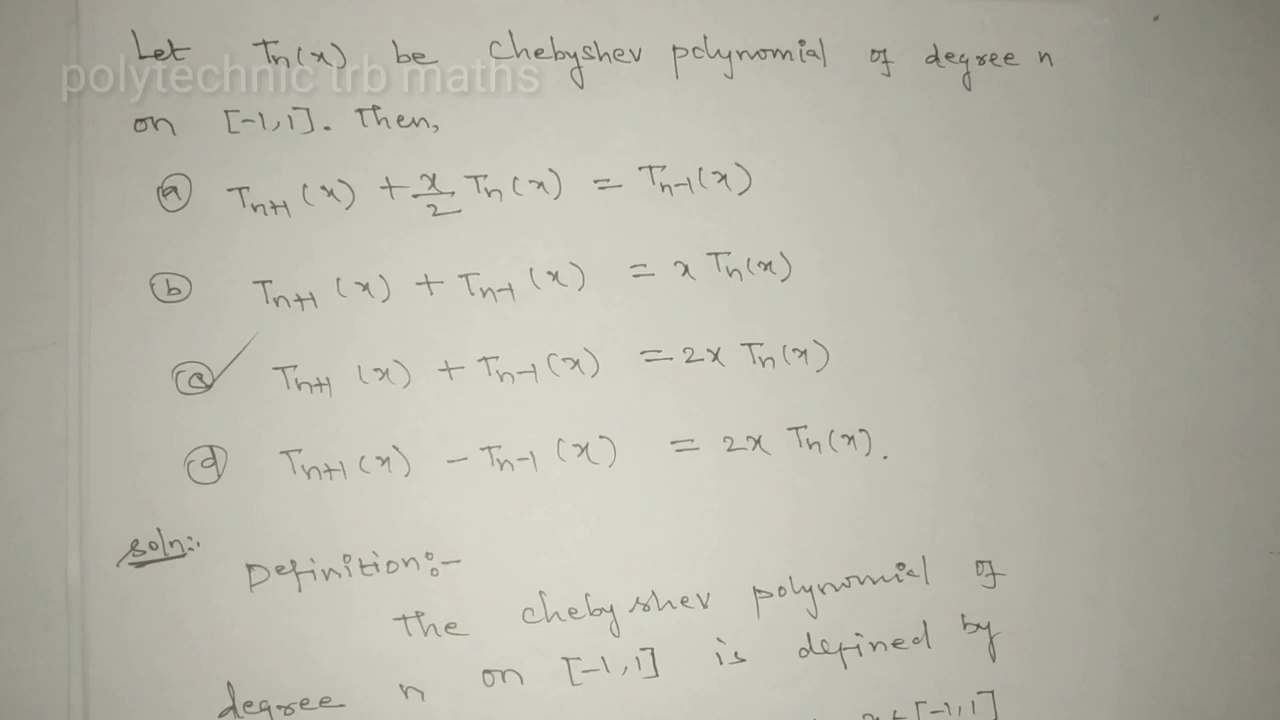 Let Tn(x) be Chebyshev polynomial of degree n
polytechnic trb maths
on [-1,1]. Then,
(a) Tn+1 (x) + x/2 Tn (x) = Tn-1(x)
(b) Tn+1 (x) + Tn-1 (x) = x Tn(x)
(c) Tn+1 (x) + Tn-1 (x) = 2x Tn(x)
(d) Tn+1 (x) - Tn-1 (x) = 2x Tn(x).
Soln:-
Definition:-
The chebyshev polynomial of
degree n on [-1,1] is defined by
[-1,1]